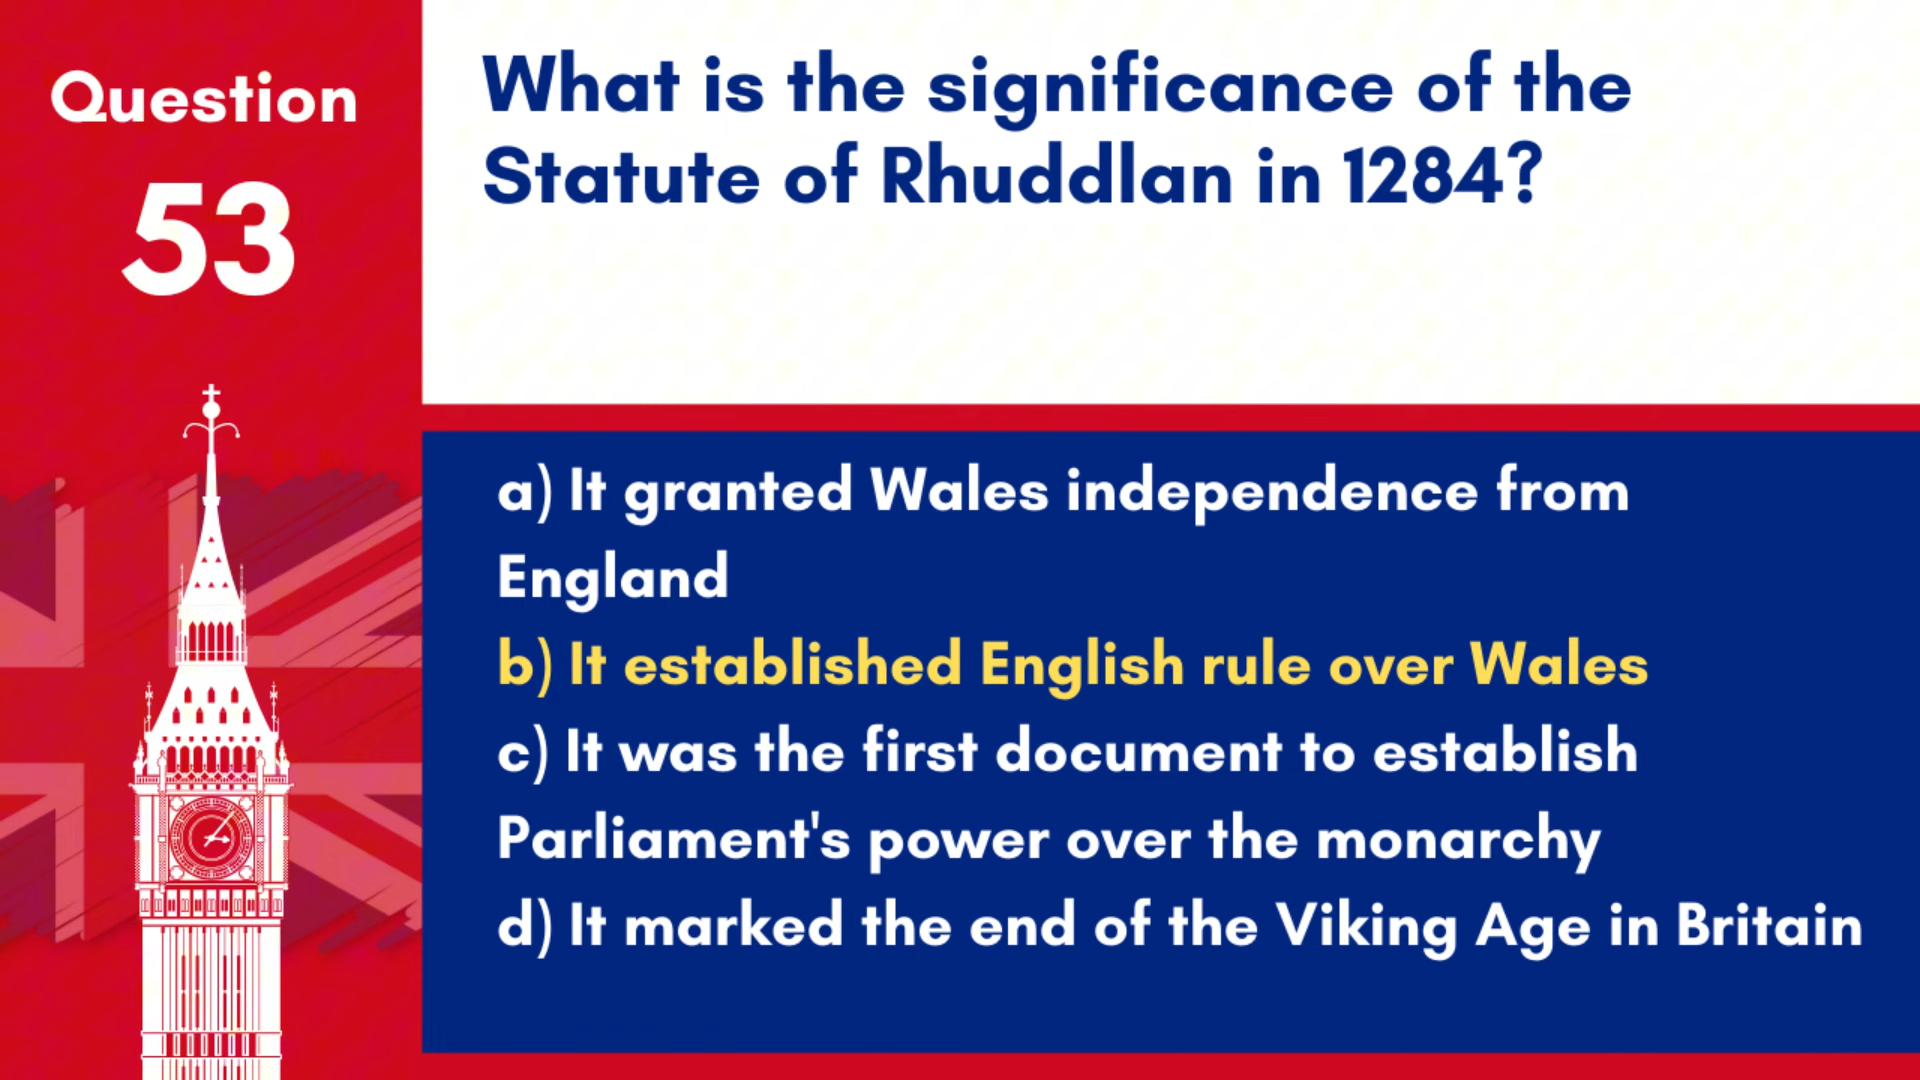 Question
53
What is the significance of the
Statute of Rhuddlan in 1284?
a) It granted Wales independence from
England
b) It established English rule over Wales
c) It was the first document to establish
Parliament's power over the monarchy
d) It marked the end of the Viking Age in Britain